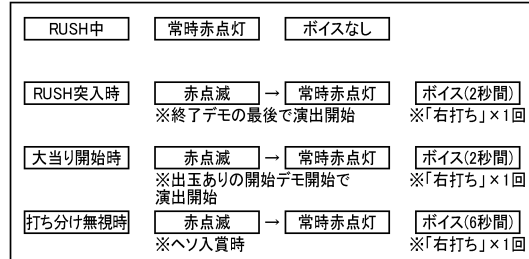 RUSH中 常時赤点灯 ボイスなし
RUSH突入時 赤点滅 → 常時赤点灯 ボイス(2秒間)
※終了デモの最後で演出開始 ※「右打ち」×1回
大当り開始時 赤点滅 → 常時赤点灯 ボイス(2秒間)
※出玉ありの開始デモ開始で ※「右打ち」×1回
演出開始
打ち分け無視時 赤点滅 → 常時赤点灯 ボイス(6秒間)
※ヘソ入賞時 ※「右打ち」×1回